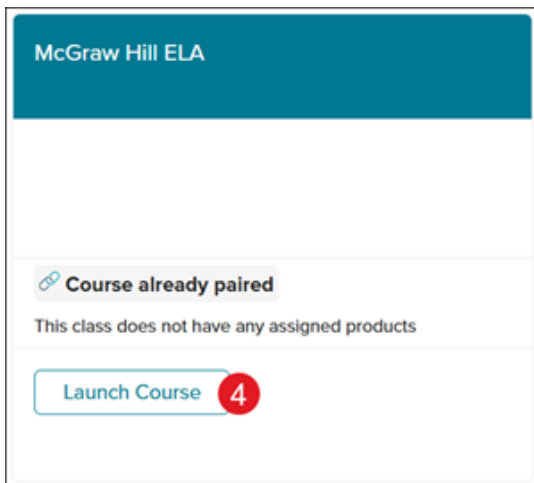 McGraw Hill ELA
Course already paired
This class does not have any assigned products
Launch Course 4